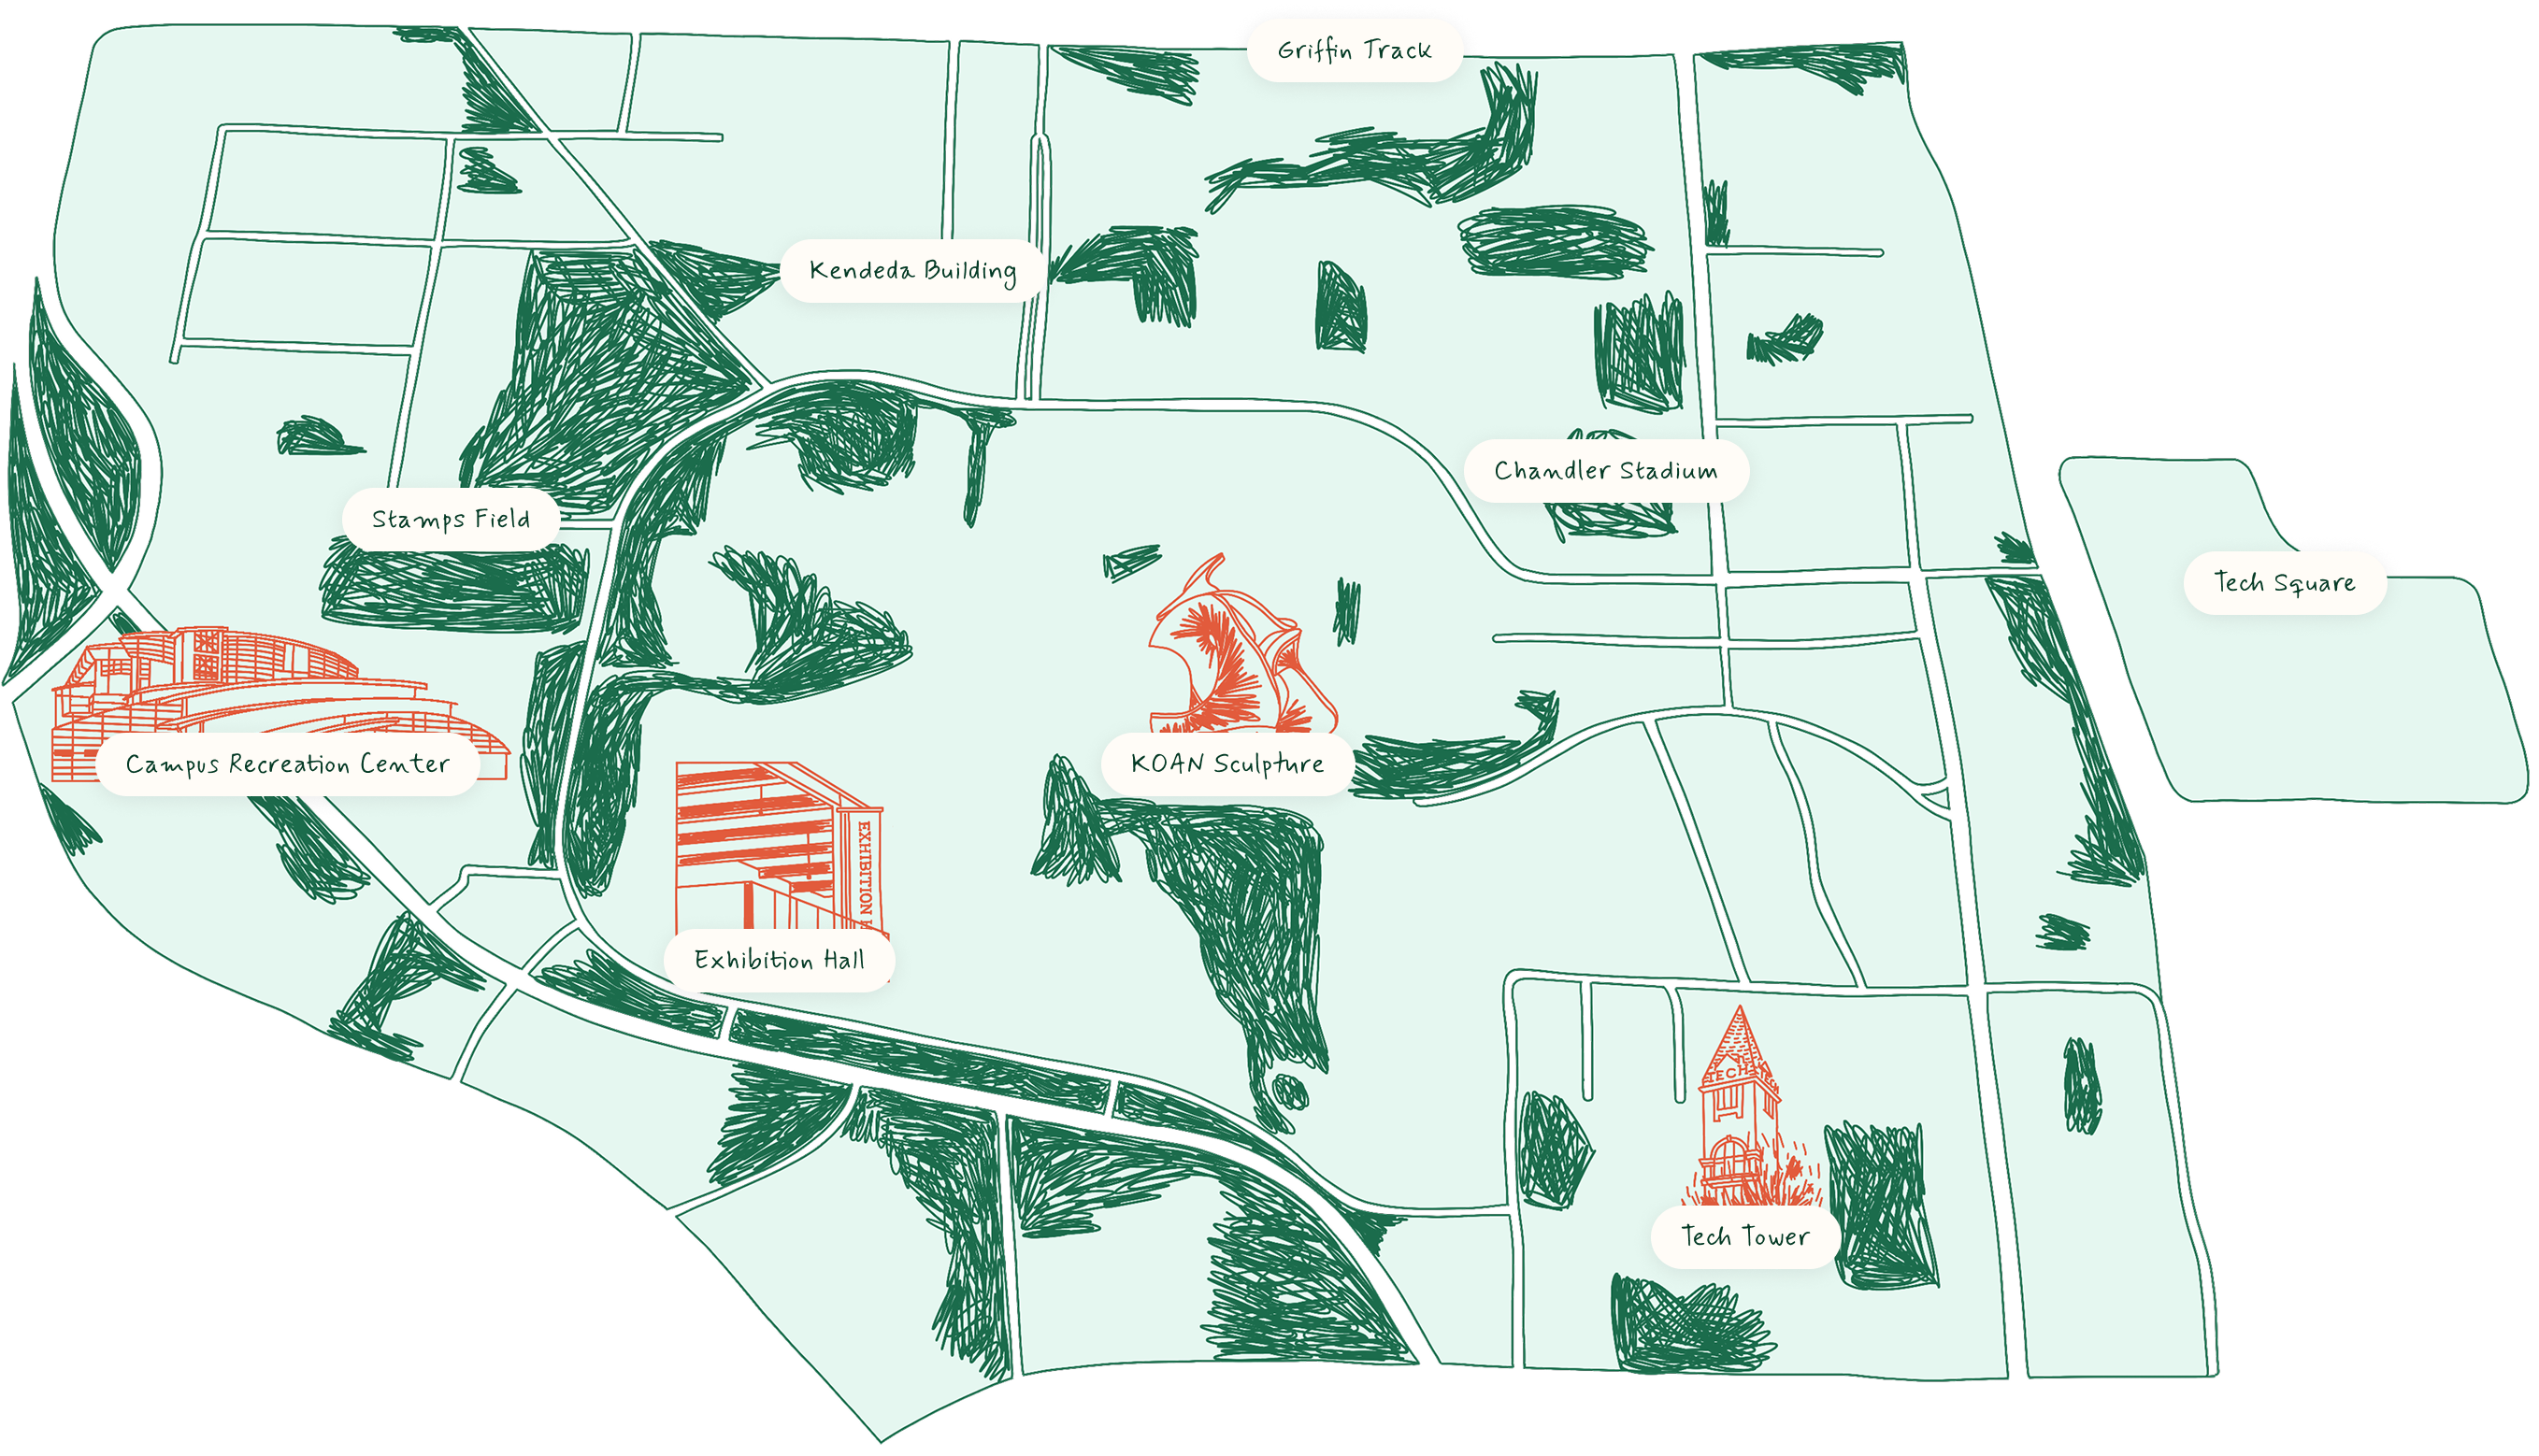 Griffin Track
Kendeda Building
Chandler Stadium
Stamps Field
Tech Square
Campus Recreation Center
KOAN Sculpture
EXHIBITION
Exhibition Hall
TECH
TECH
Tech Tower